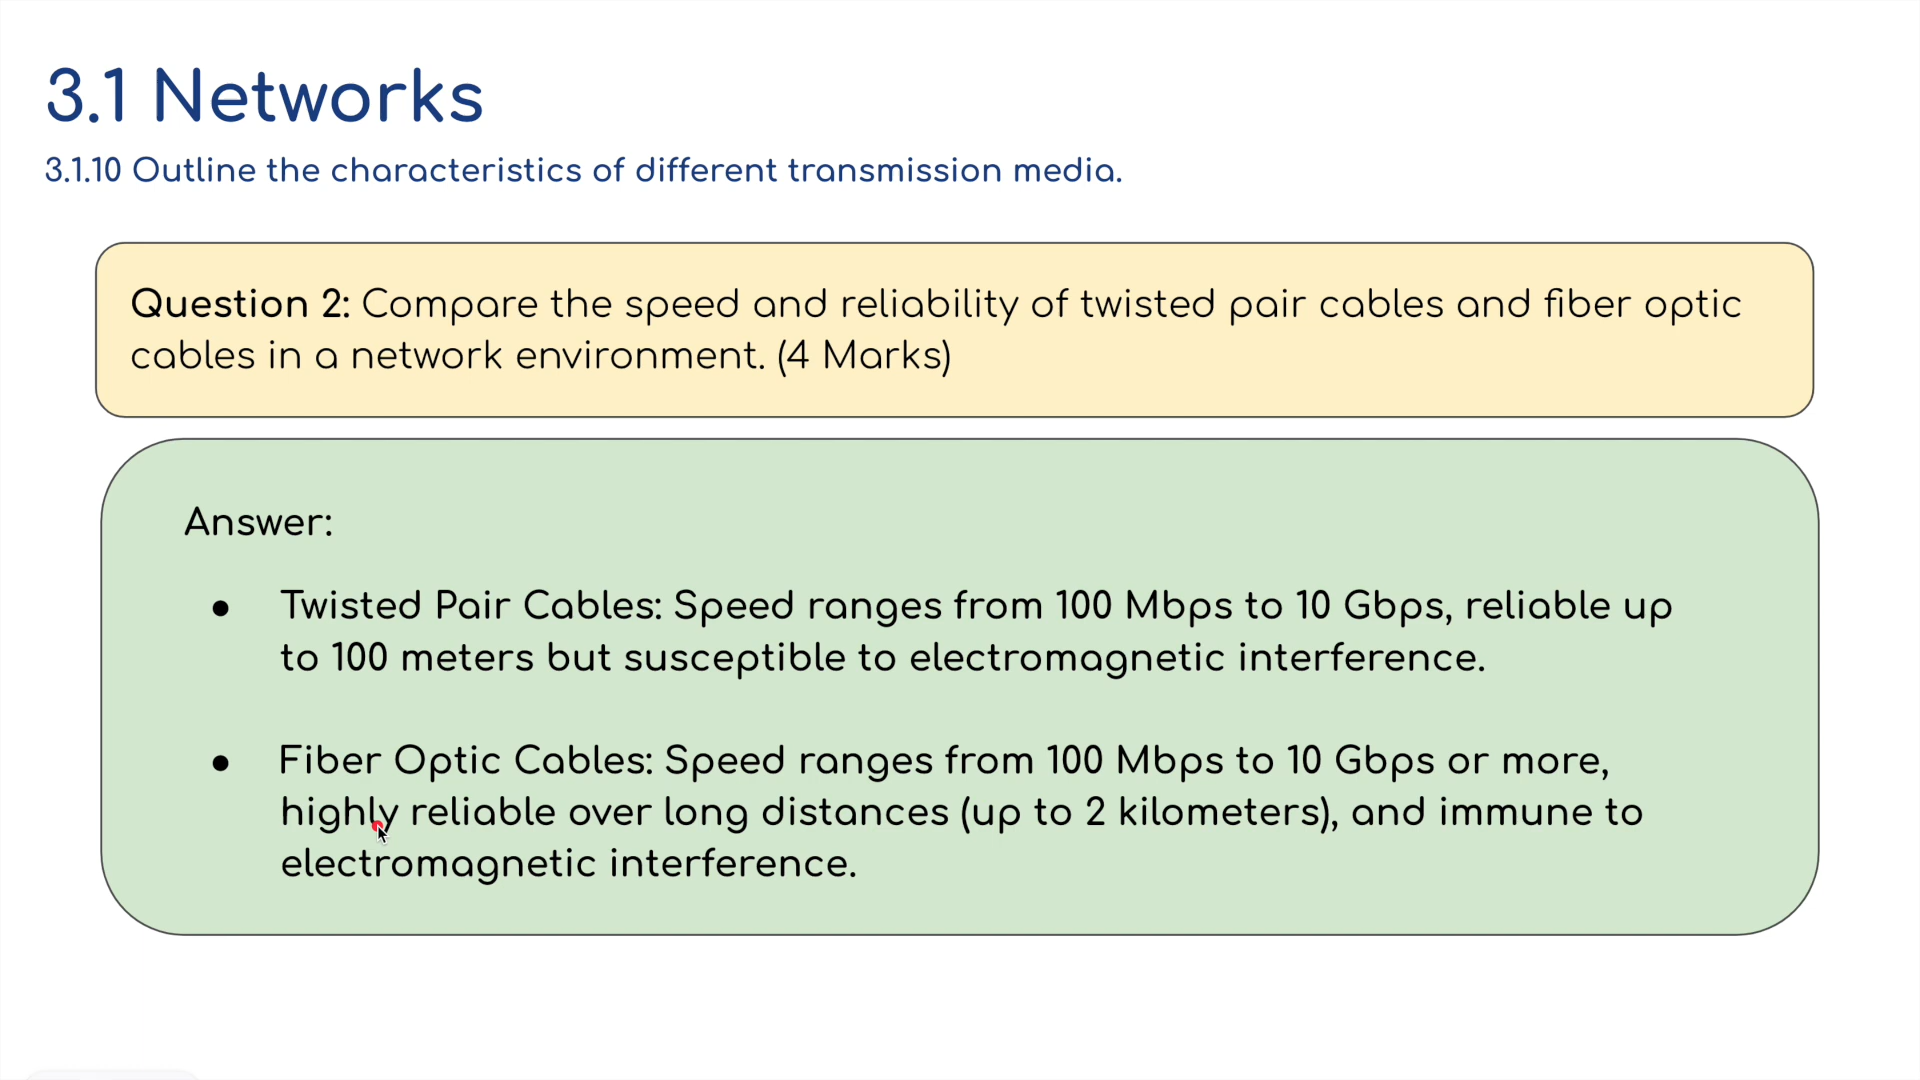 3.1 Networks
3.1.10 Outline the characteristics of different transmission media.
Question 2: Compare the speed and reliability of twisted pair cables and fiber optic
cables in a network environment. (4 Marks)
Answer:
● Twisted Pair Cables: Speed ranges from 100 Mbps to 10 Gbps, reliable up
to 100 meters but susceptible to electromagnetic interference.
● Fiber Optic Cables: Speed ranges from 100 Mbps to 10 Gbps or more,
highly reliable over long distances (up to 2 kilometers), and immune to
electromagnetic interference.